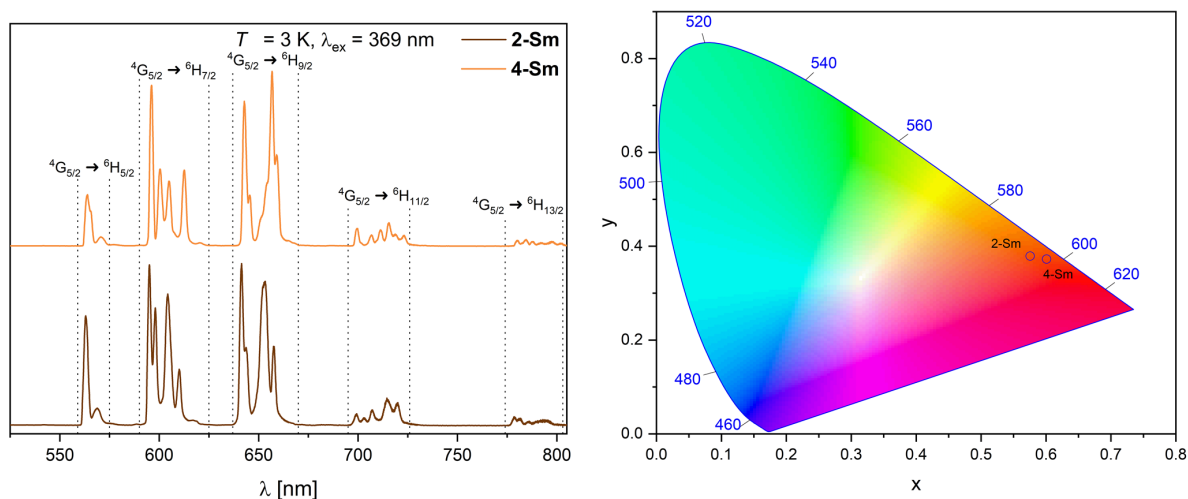 T = 3 K, λex = 369 nm
2-Sm
4-Sm
⁴G5/2 → ⁶H5/2
⁴G5/2 → ⁶H7/2
⁴G5/2 → ⁶H9/2
⁴G5/2 → ⁶H11/2
⁴G5/2 → ⁶H13/2
550 600 650 700 750 800
λ [nm]
520
540
560
580
600
620
500
480
460
2-Sm
4-Sm
y
0.8
0.6
0.4
0.2
0.0
0.0 0.1 0.2 0.3 0.4 0.5 0.6 0.7 0.8
x